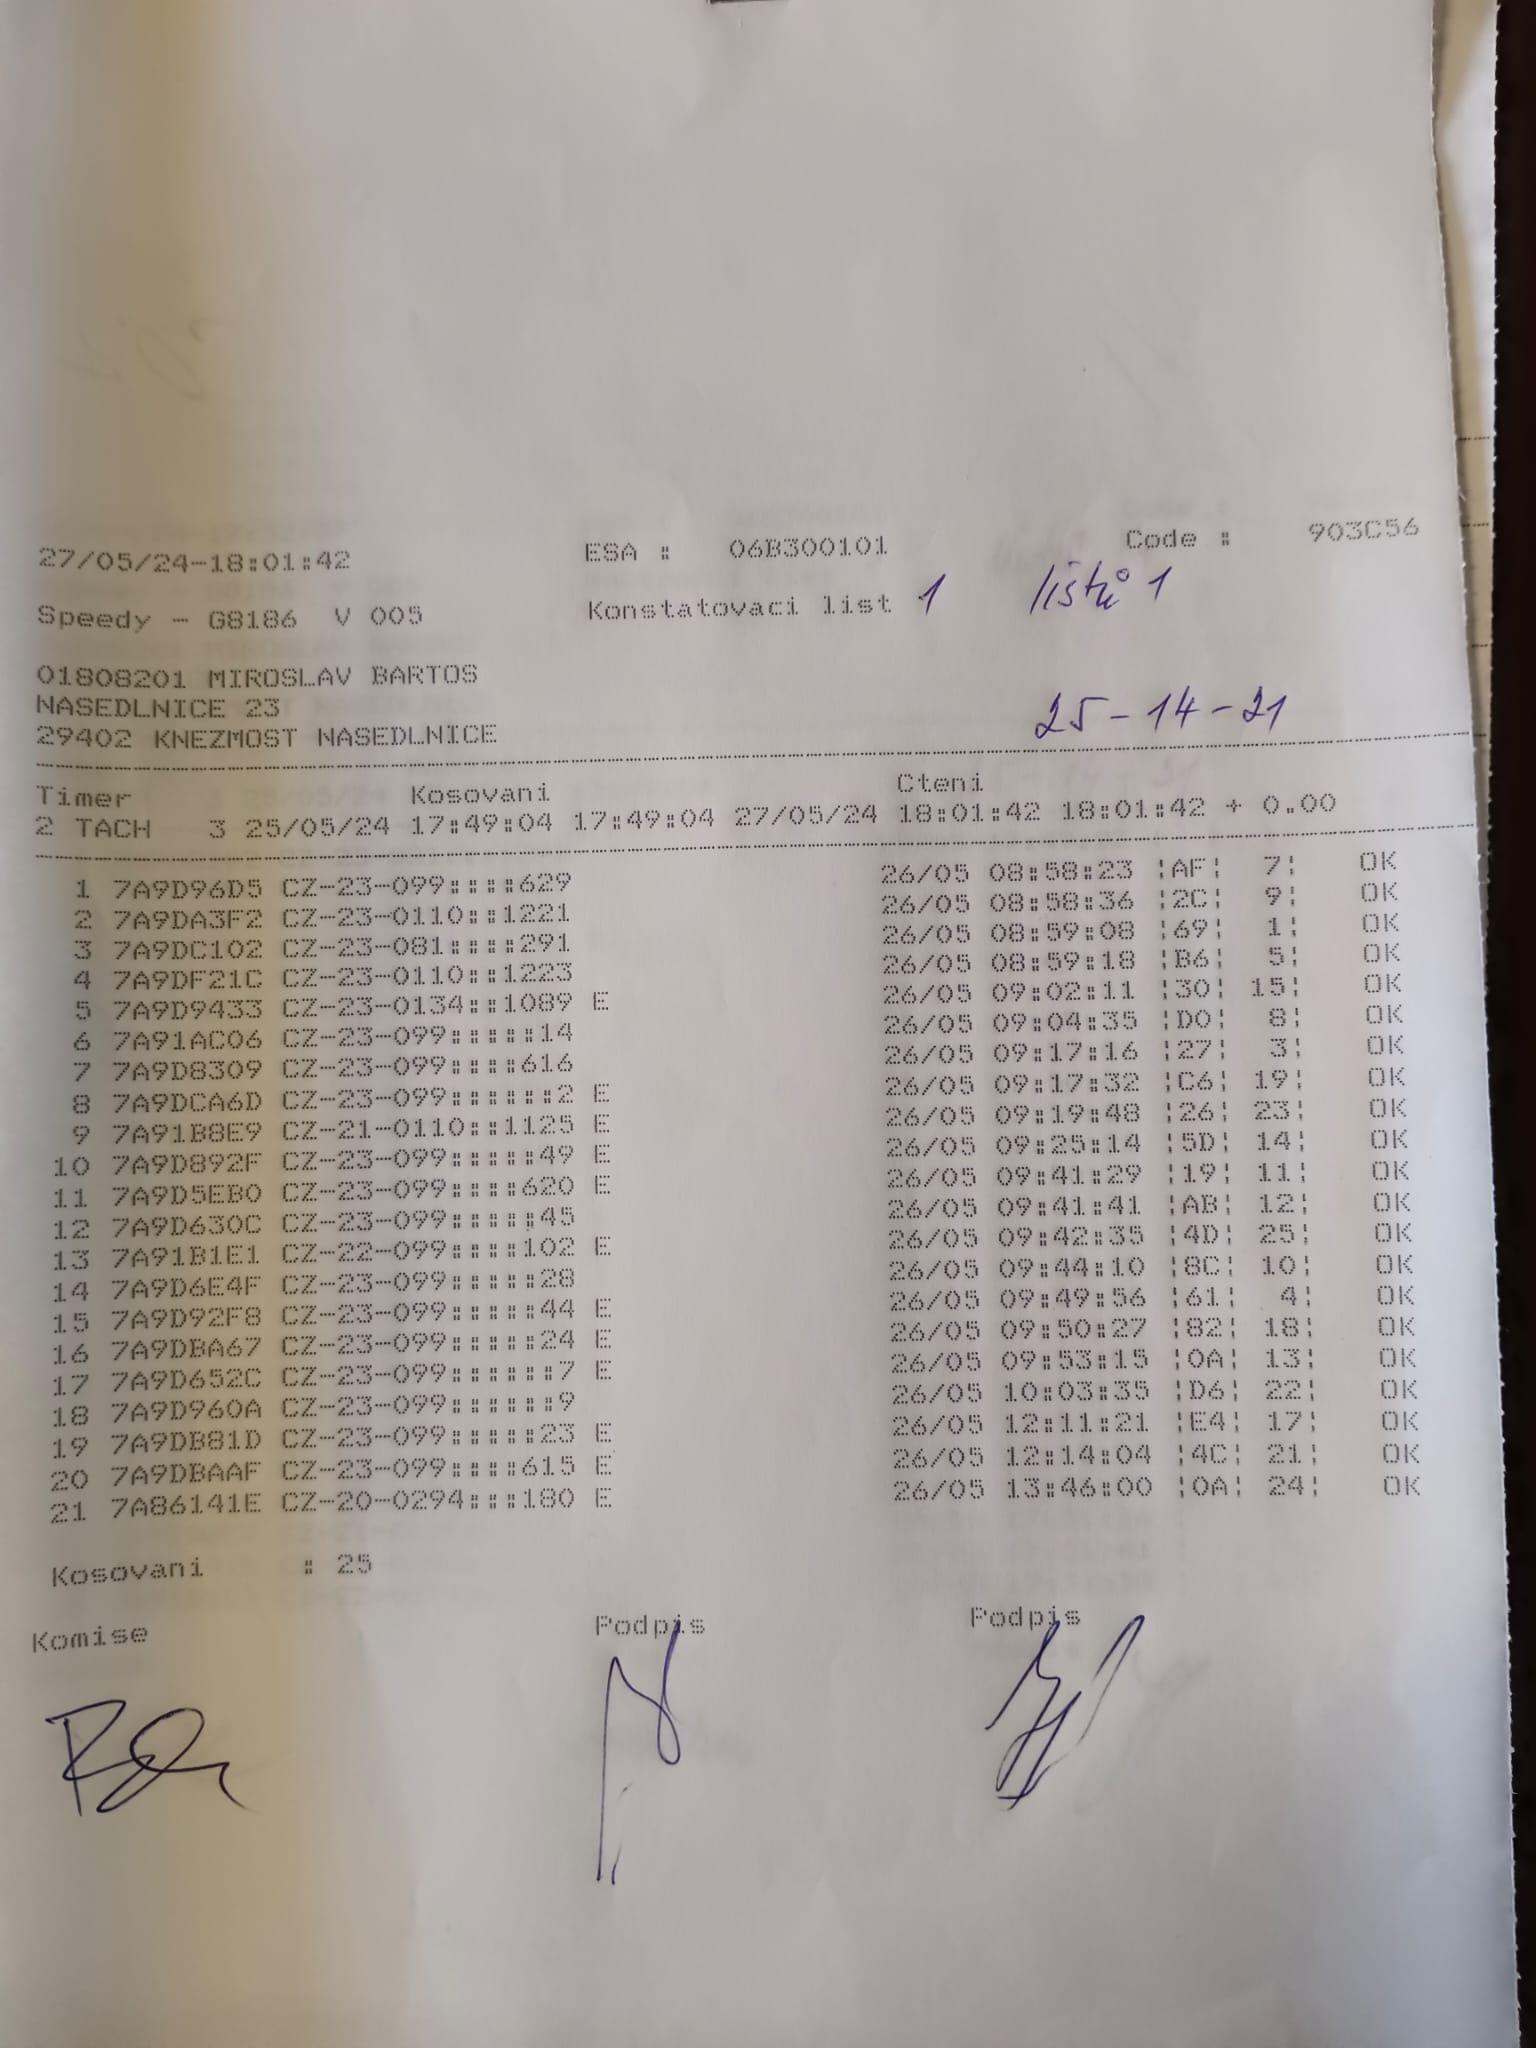 27/05/24-18:01:42 ESA : 06B300101 Code : 903C56
Speedy - G8186 V 005 Konstatovaci list 1 listů 1
01808201 MIROSLAV BARTOS
NASEDLNICE 23
29402 KNEZMOST NASEDLNICE
25-14-21
Timer Kosovani Cteni
2 TACH 3 25/05/24 17:49:04 17:49:04 27/05/24 18:01:42 18:01:42 + 0.00
1 7A9D96D5 CZ-23-099::::629 26/05 08:58:23 ¦AF¦ 7¦ OK
2 7A9DA3F2 CZ-23-0110::1221 26/05 08:58:36 ¦2C¦ 9¦ OK
3 7A9DC102 CZ-23-081::::291 26/05 08:59:08 ¦69¦ 1¦ OK
4 7A9DF21C CZ-23-0110::1223 26/05 08:59:18 ¦B6¦ 5¦ OK
5 7A9D9433 CZ-23-0134::1089 E 26/05 09:02:11 ¦30¦ 15¦ OK
6 7A91AC06 CZ-23-099:::::14 26/05 09:04:35 ¦D0¦ 8¦ OK
7 7A9D8309 CZ-23-099::::616 26/05 09:17:16 ¦27¦ 3¦ OK
8 7A9DCA6D CZ-23-099::::::2 E 26/05 09:17:32 ¦C6¦ 19¦ OK
9 7A91B8E9 CZ-21-0110::1125 E 26/05 09:19:48 ¦26¦ 23¦ OK
10 7A9D892F CZ-23-099:::::49 E 26/05 09:25:14 ¦5D¦ 14¦ OK
11 7A9D5EB0 CZ-23-099::::620 E 26/05 09:41:29 ¦19¦ 11¦ OK
12 7A9D630C CZ-23-099:::::45 26/05 09:41:41 ¦AB¦ 12¦ OK
13 7A91B1E1 CZ-22-099::::102 E 26/05 09:42:35 ¦4D¦ 25¦ OK
14 7A9D6E4F CZ-23-099:::::28 26/05 09:44:10 ¦8C¦ 10¦ OK
15 7A9D92F8 CZ-23-099:::::44 E 26/05 09:49:56 ¦61¦ 4¦ OK
16 7A9DBA67 CZ-23-099:::::24 E 26/05 09:50:27 ¦82¦ 18¦ OK
17 7A9D652C CZ-23-099::::::7 E 26/05 09:53:15 ¦0A¦ 13¦ OK
18 7A9D960A CZ-23-099::::::9 26/05 10:03:35 ¦D6¦ 22¦ OK
19 7A9DB81D CZ-23-099:::::23 E 26/05 12:11:21 ¦E4¦ 17¦ OK
20 7A9DBAAF CZ-23-099::::615 E 26/05 12:14:04 ¦4C¦ 21¦ OK
21 7A86141E CZ-20-0294:::180 E 26/05 13:46:00 ¦0A¦ 24¦ OK
Kosovani : 25
Komise Podpis Podpis